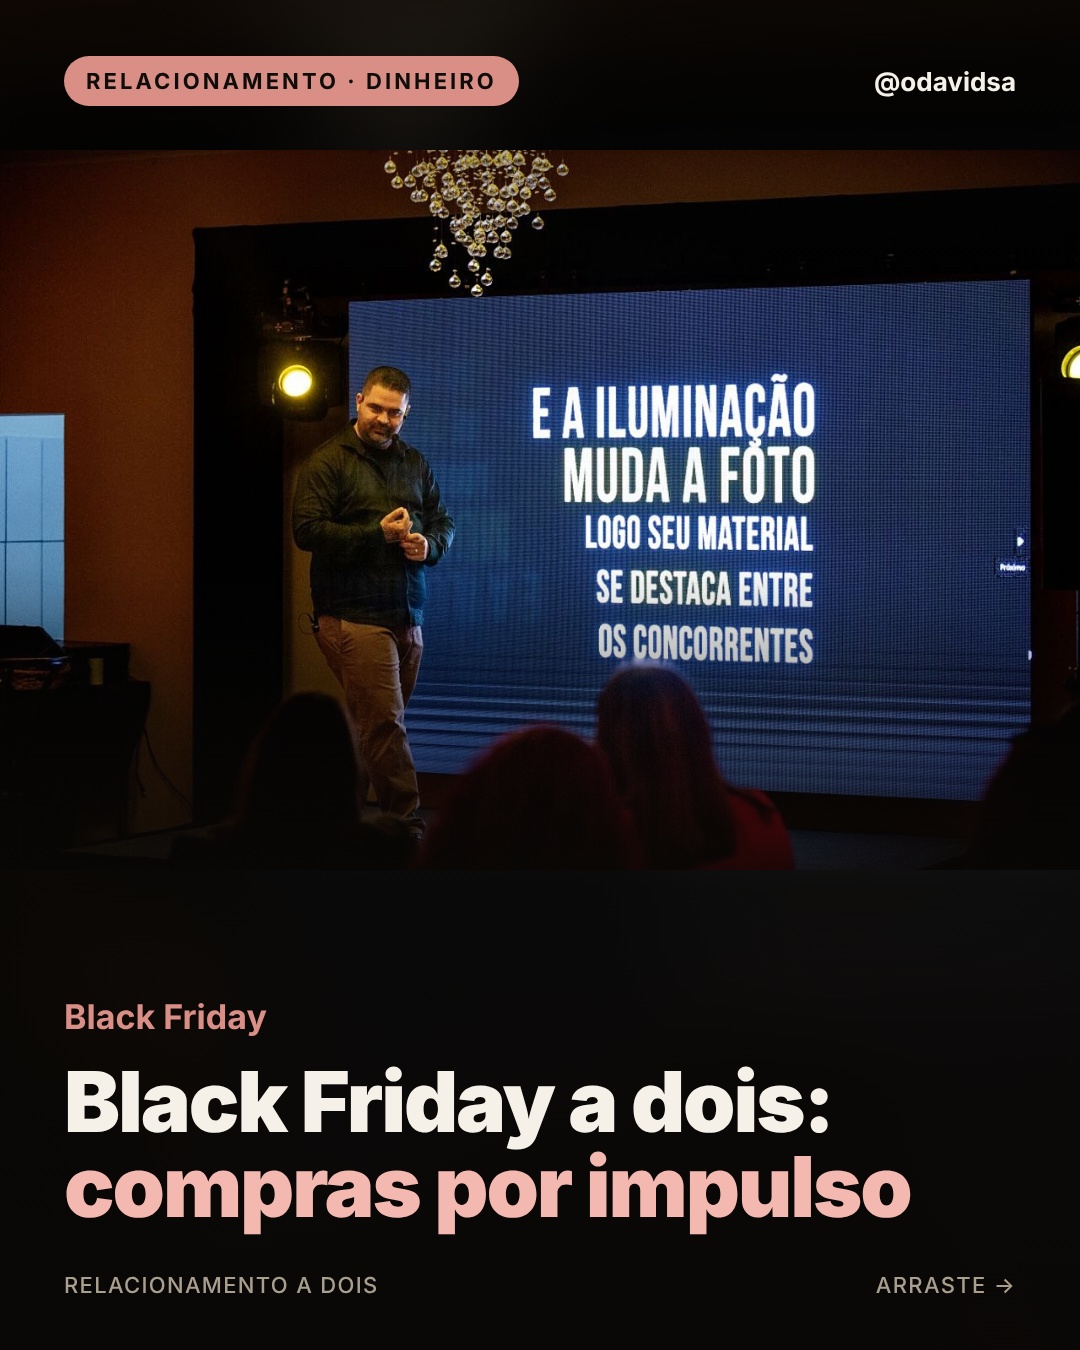 RELACIONAMENTO · DINHEIRO
@odavidsa
E A ILUMINAÇÃO
MUDA A FOTO
LOGO SEU MATERIAL
SE DESTACA ENTRE
OS CONCORRENTES
Próximo
Black Friday
Black Friday a dois:
compras por impulso
RELACIONAMENTO A DOIS
ARRASTE →